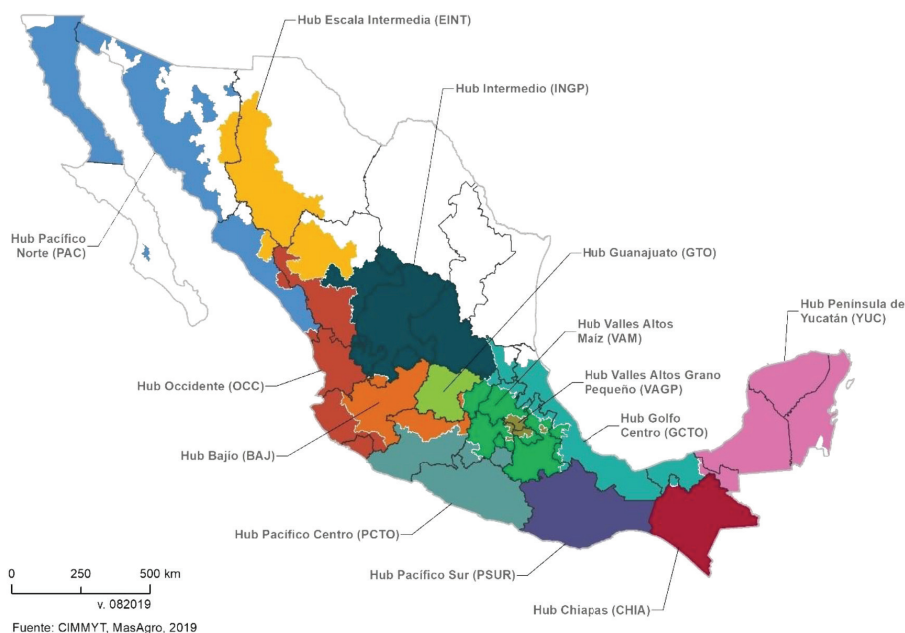 Hub Escala Intermedia (EINT)
Hub Intermedio (INGP)
Hub Pacífico
Norte (PAC)
Hub Guanajuato (GTO)
Hub Península de
Yucatán (YUC)
Hub Valles Altos
Maíz (VAM)
Hub Valles Altos Grano
Pequeño (VAGP)
Hub Occidente (OCC)
Hub Golfo
Centro (GCTO)
Hub Bajío (BAJ)
Hub Pacífico Centro (PCTO)
Hub Pacífico Sur (PSUR)
Hub Chiapas (CHIA)
0 500 km
v. 082019
Fuente: CIMMYT, MasAgro, 2019